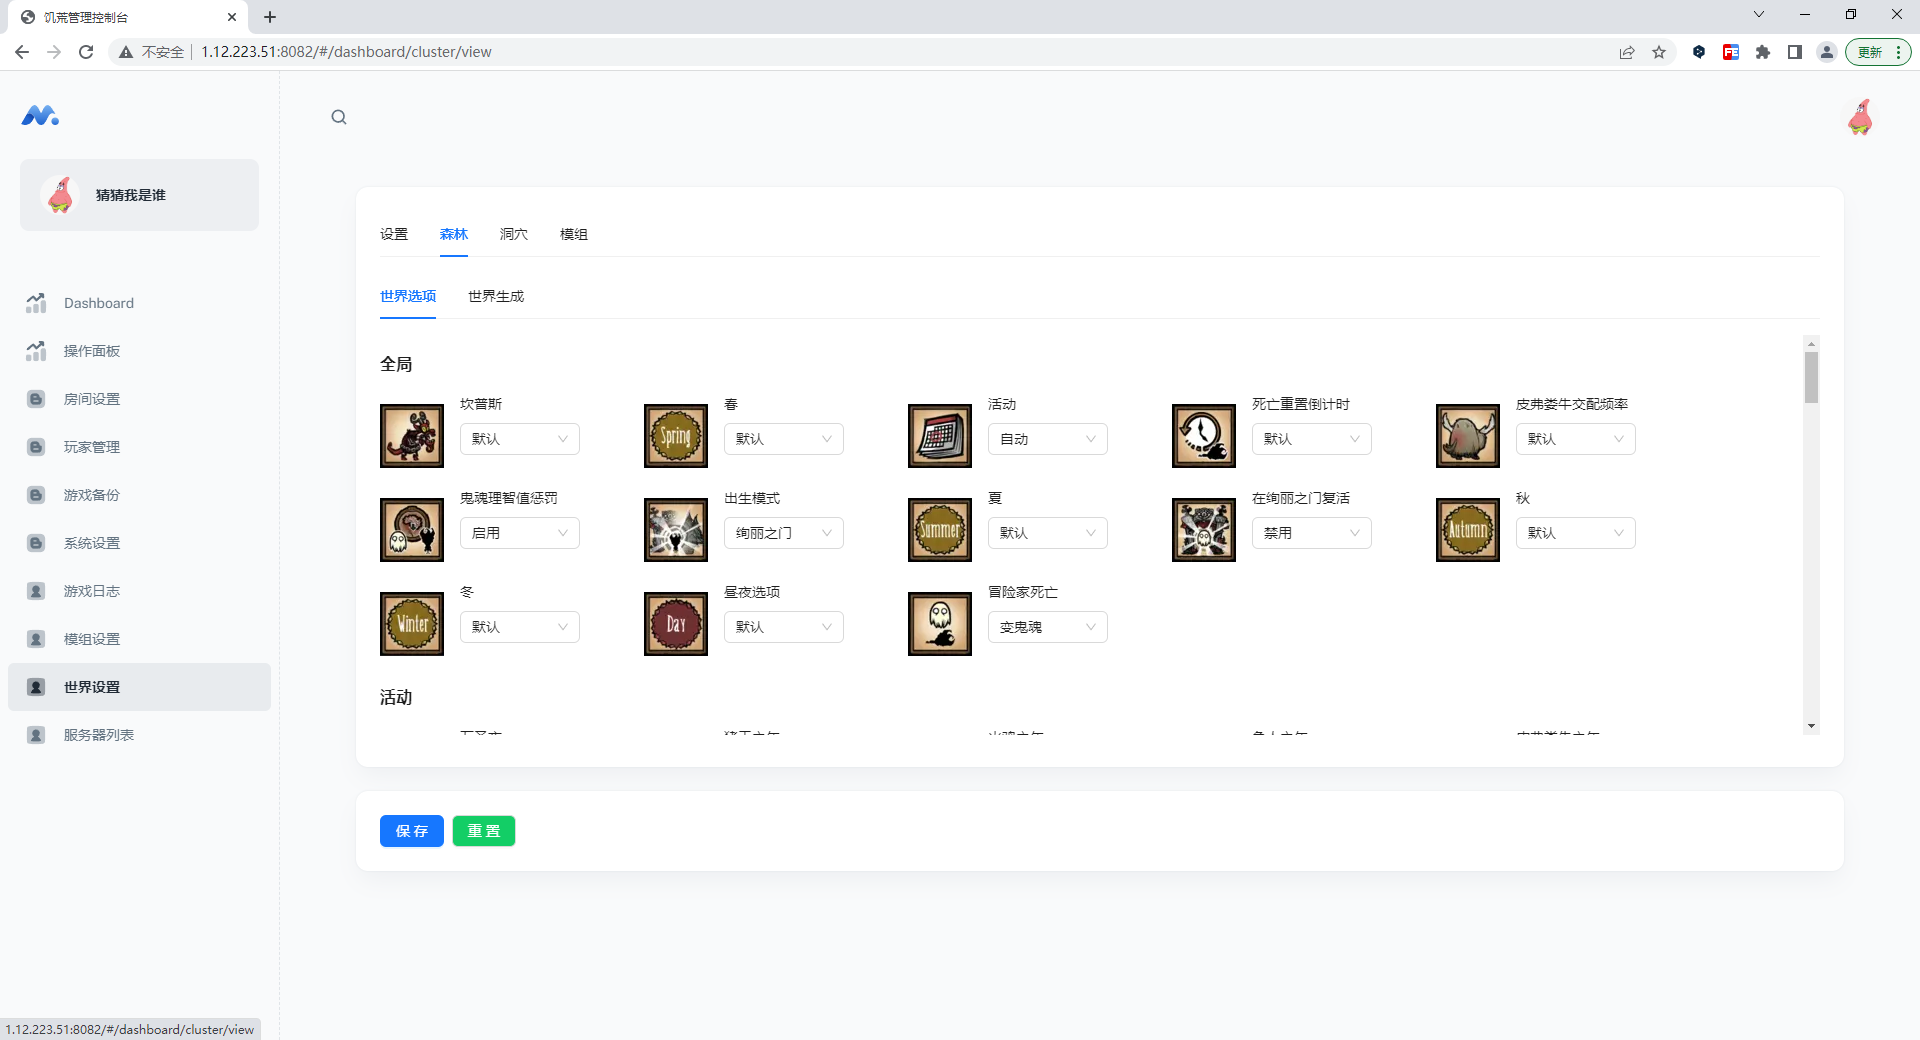 饥荒管理控制台
不安全
1.12.223.51:8082/#/dashboard/cluster/view
更新
猜猜我是谁
Dashboard
操作面板
房间设置
玩家管理
游戏备份
系统设置
游戏日志
模组设置
世界设置
服务器列表
设置 森林 洞穴 模组
世界选项 世界生成
全局
坎普斯 春 活动 死亡重置倒计时 皮弗娄牛交配频率
Spring
默认 默认 自动 默认 默认
鬼魂理智值惩罚 出生模式 夏 在绚丽之门复活 秋
Summer Autumn
启用 绚丽之门 默认 禁用 默认
冬 昼夜选项 冒险家死亡
Winter Day
默认 默认 变鬼魂
活动
保存 重置
1.12.223.51:8082/#/dashboard/cluster/view